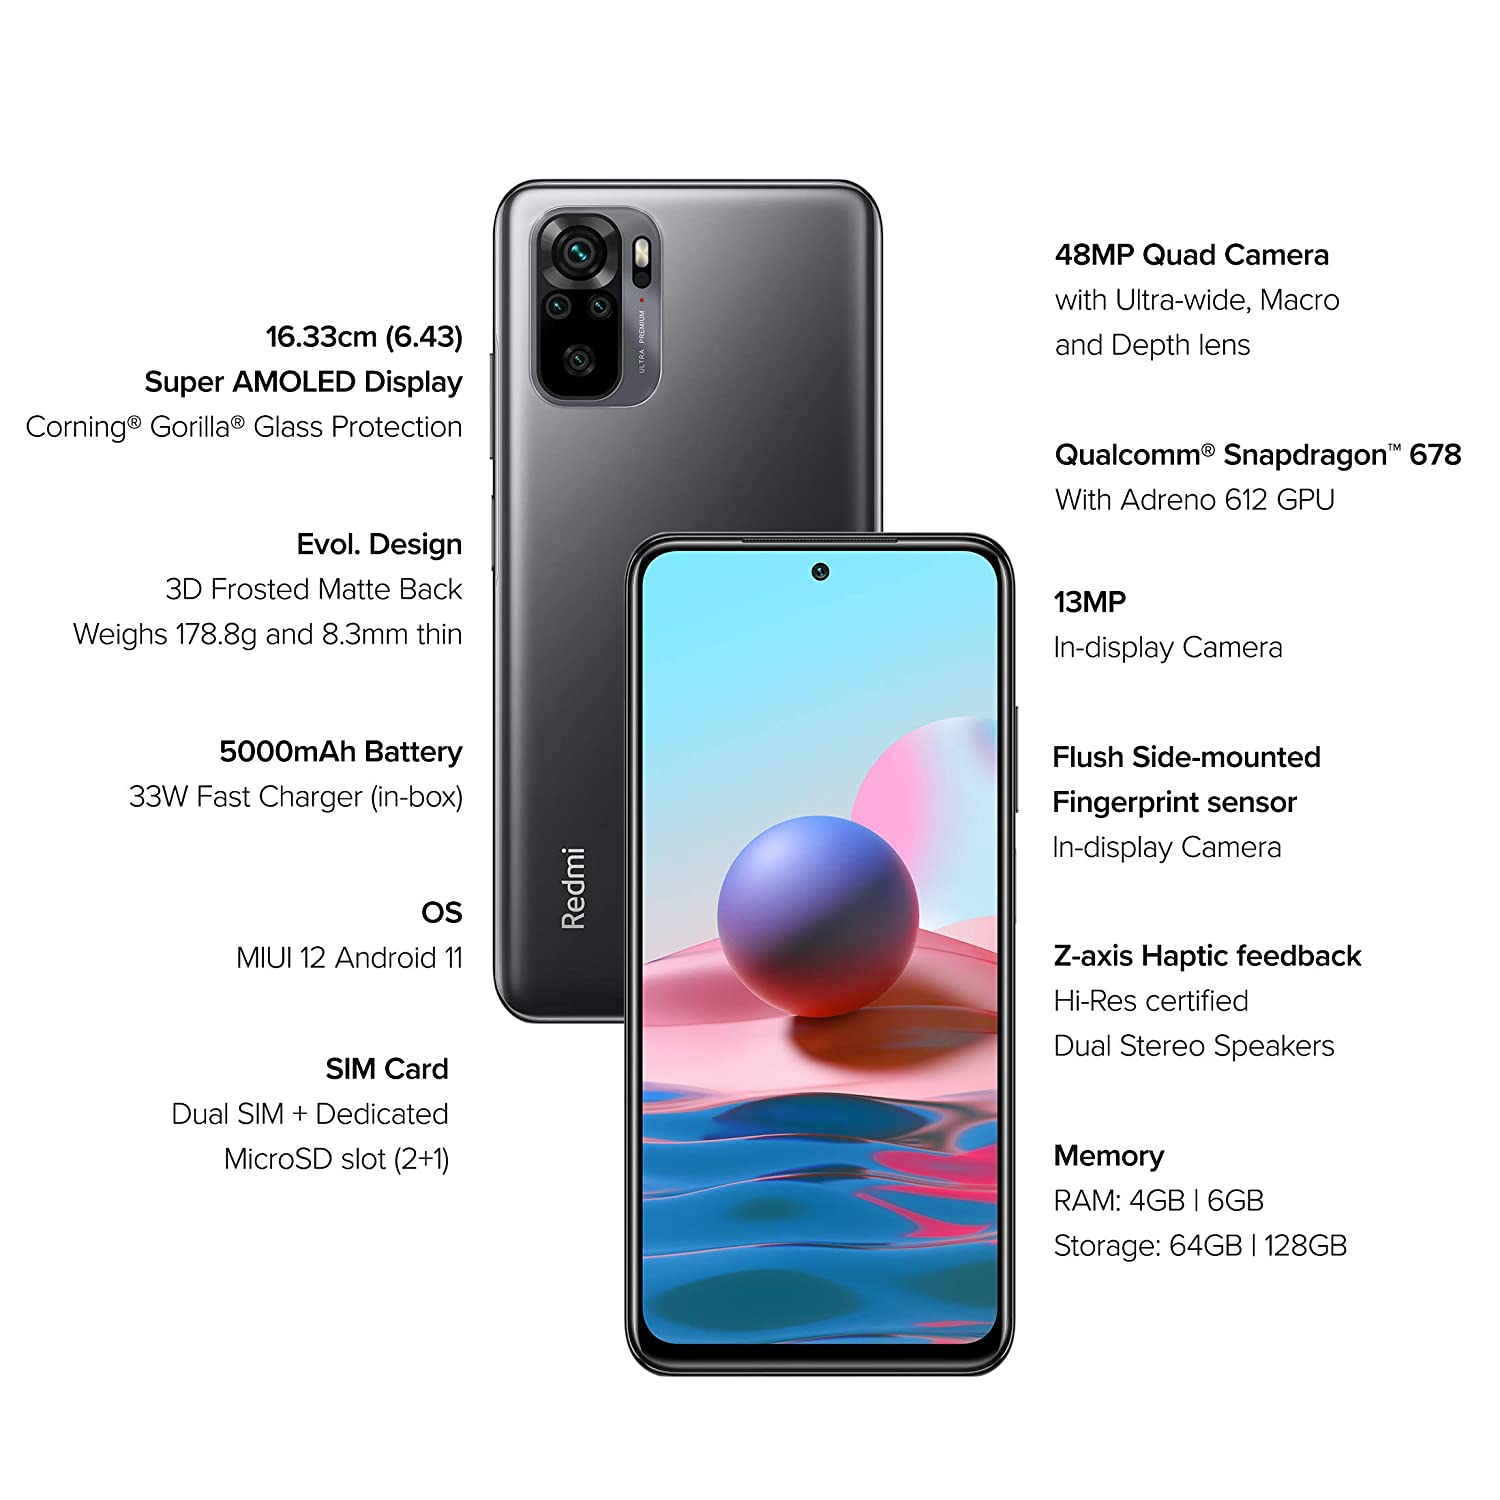 16.33cm (6.43)
Super AMOLED Display
Corning® Gorilla® Glass Protection
Evol. Design
3D Frosted Matte Back
Weighs 178.8g and 8.3mm thin
5000mAh Battery
33W Fast Charger (in-box)
OS
MIUI 12 Android 11
SIM Card
Dual SIM + Dedicated
MicroSD slot (2+1)
ULTRA PREMIUM
Redmi
48MP Quad Camera
with Ultra-wide, Macro
and Depth lens
Qualcomm® Snapdragon™ 678
With Adreno 612 GPU
13MP
In-display Camera
Flush Side-mounted
Fingerprint sensor
In-display Camera
Z-axis Haptic feedback
Hi-Res certified
Dual Stereo Speakers
Memory
RAM: 4GB | 6GB
Storage: 64GB | 128GB